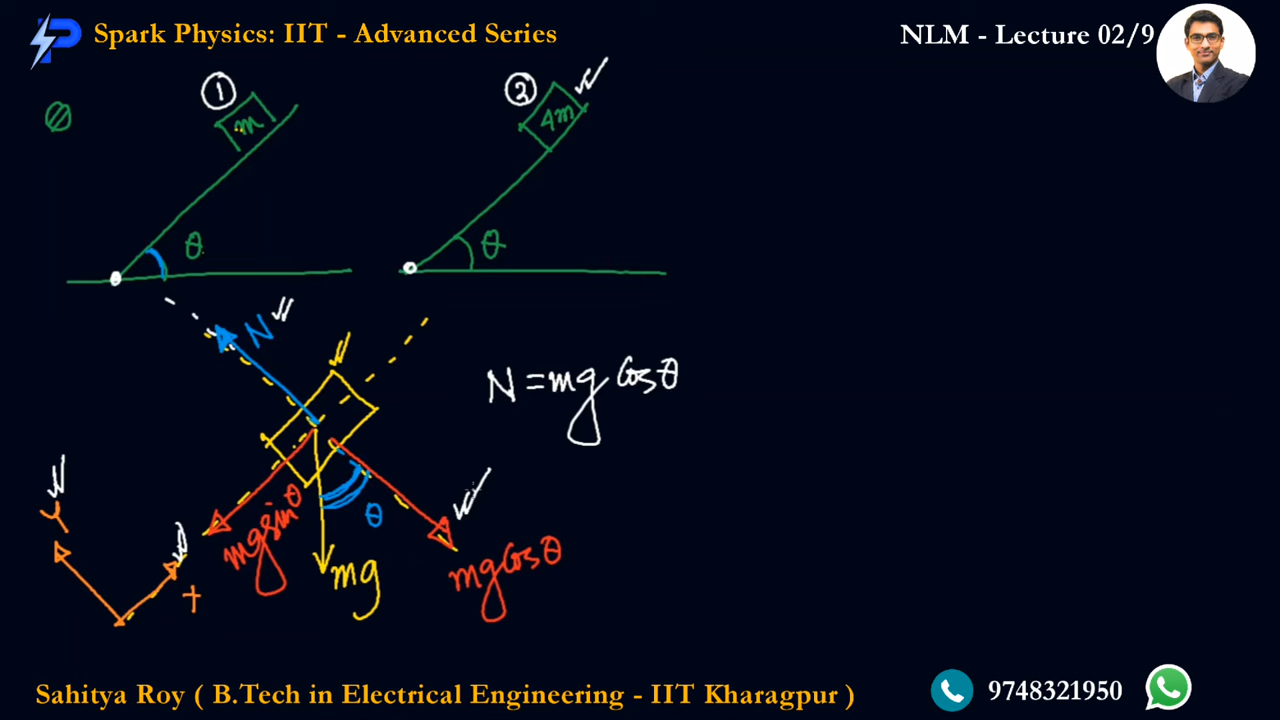 Spark Physics: IIT - Advanced Series
NLM - Lecture 02/9
1
2
m
4m
θ
θ
N
N = mg cosθ
Y
mg sinθ
θ
mg
mg cosθ
Sahitya Roy ( B.Tech in Electrical Engineering - IIT Kharagpur )
9748321950